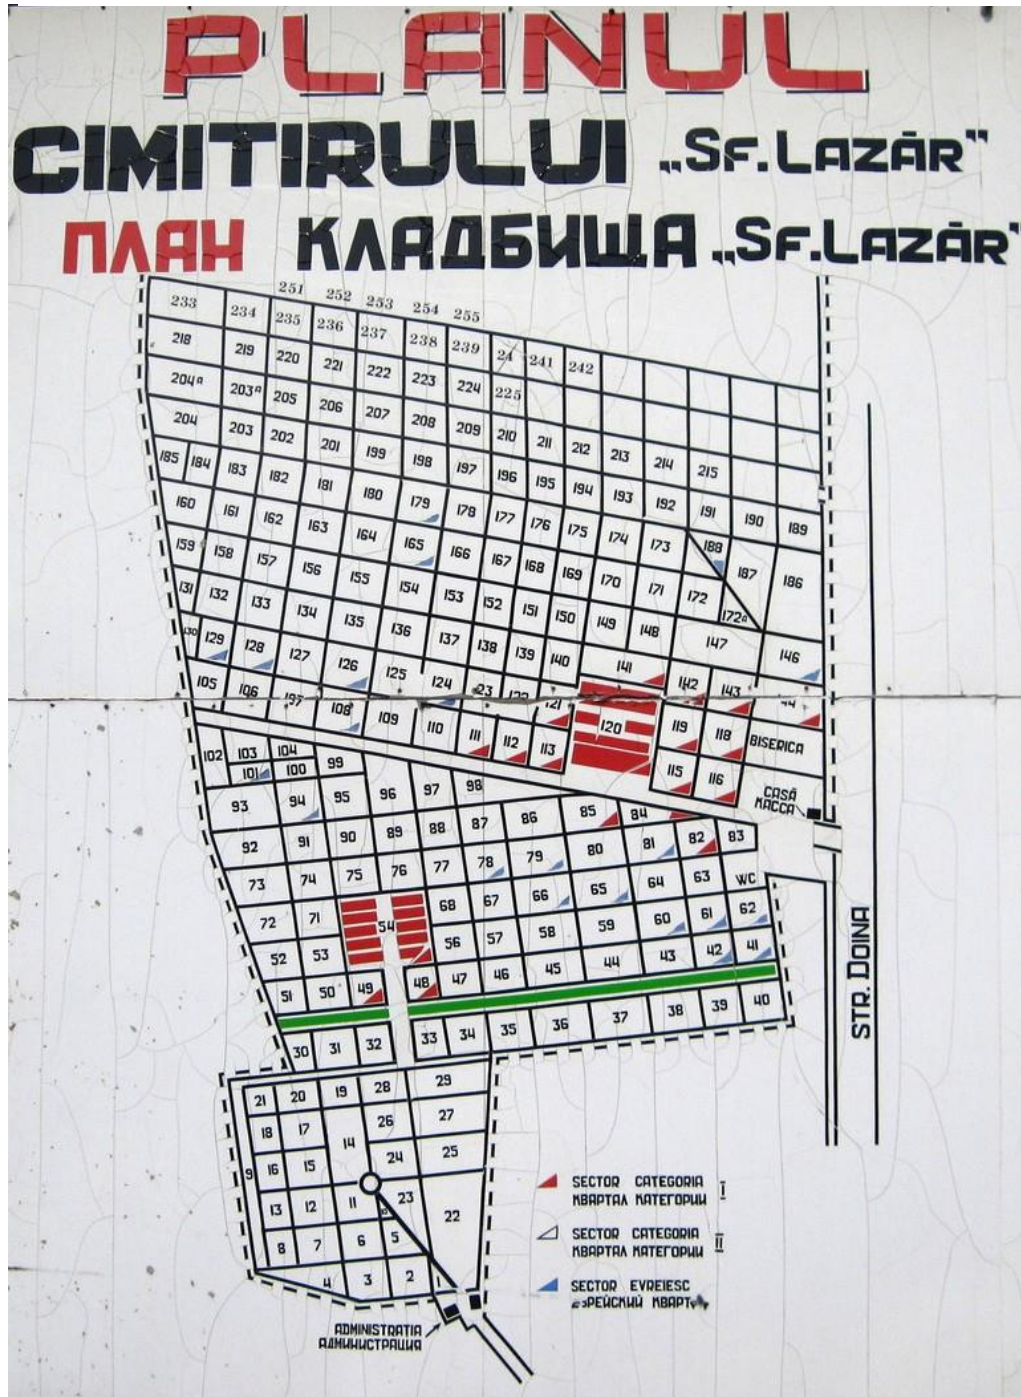 PLANUL
CIMITIRULUI „SF. LAZĂR"
ПЛАН КЛАДБИЩА „SF. LAZĂR"
251 252 253 254 255
233 234 235 236 237 238 239 24 241 242
218 219 220 221 222 223 224 225
204A 203A 205 206 207 208 209 210 211 212 213 214 215
204 203 202 201 199 198 197 196 195 194 193 192 191 190 189
185 184 183 182 181 180 179 178 177 176 175 174 173 188 187 186
160 161 162 163 164 165 166 167 168 169 170 171 172 172A
159 158 157 156 155 154 153 152 151 150 149 148 147 146
131 132 133 134 135 136 137 138 139 140 141 142 143 44
130 129 128 127 126 125 124 23 121 120 119 118 BISERICA
105 106 107 108 109 110 111 112 113 115 116
CASĂ
КАССА
102 103 104 99
101 100
93 94 95 96 97 98
92 91 90 89 88 87 86 85 84
73 74 75 76 77 78 79 80 81 82 83
72 71 54 68 67 66 65 64 63 WC
52 53 56 57 58 59 60 61 62
51 50 49 48 47 46 45 44 43 42 41
30 31 32 33 34 35 36 37 38 39 40
STR. DOINA
21 20 19 28 29
18 17 14 26 27
9 16 15 24 25
13 12 11 10 23 22
8 7 6 5
4 3 2
SECTOR CATEGORIA I
КВАРТАЛ КАТЕГОРИИ
SECTOR CATEGORIA II
КВАРТАЛ КАТЕГОРИИ
SECTOR EVREIESC
ЕВРЕЙСКИЙ
ADMINISTRAȚIA
АДМИНИСТРАЦИЯ